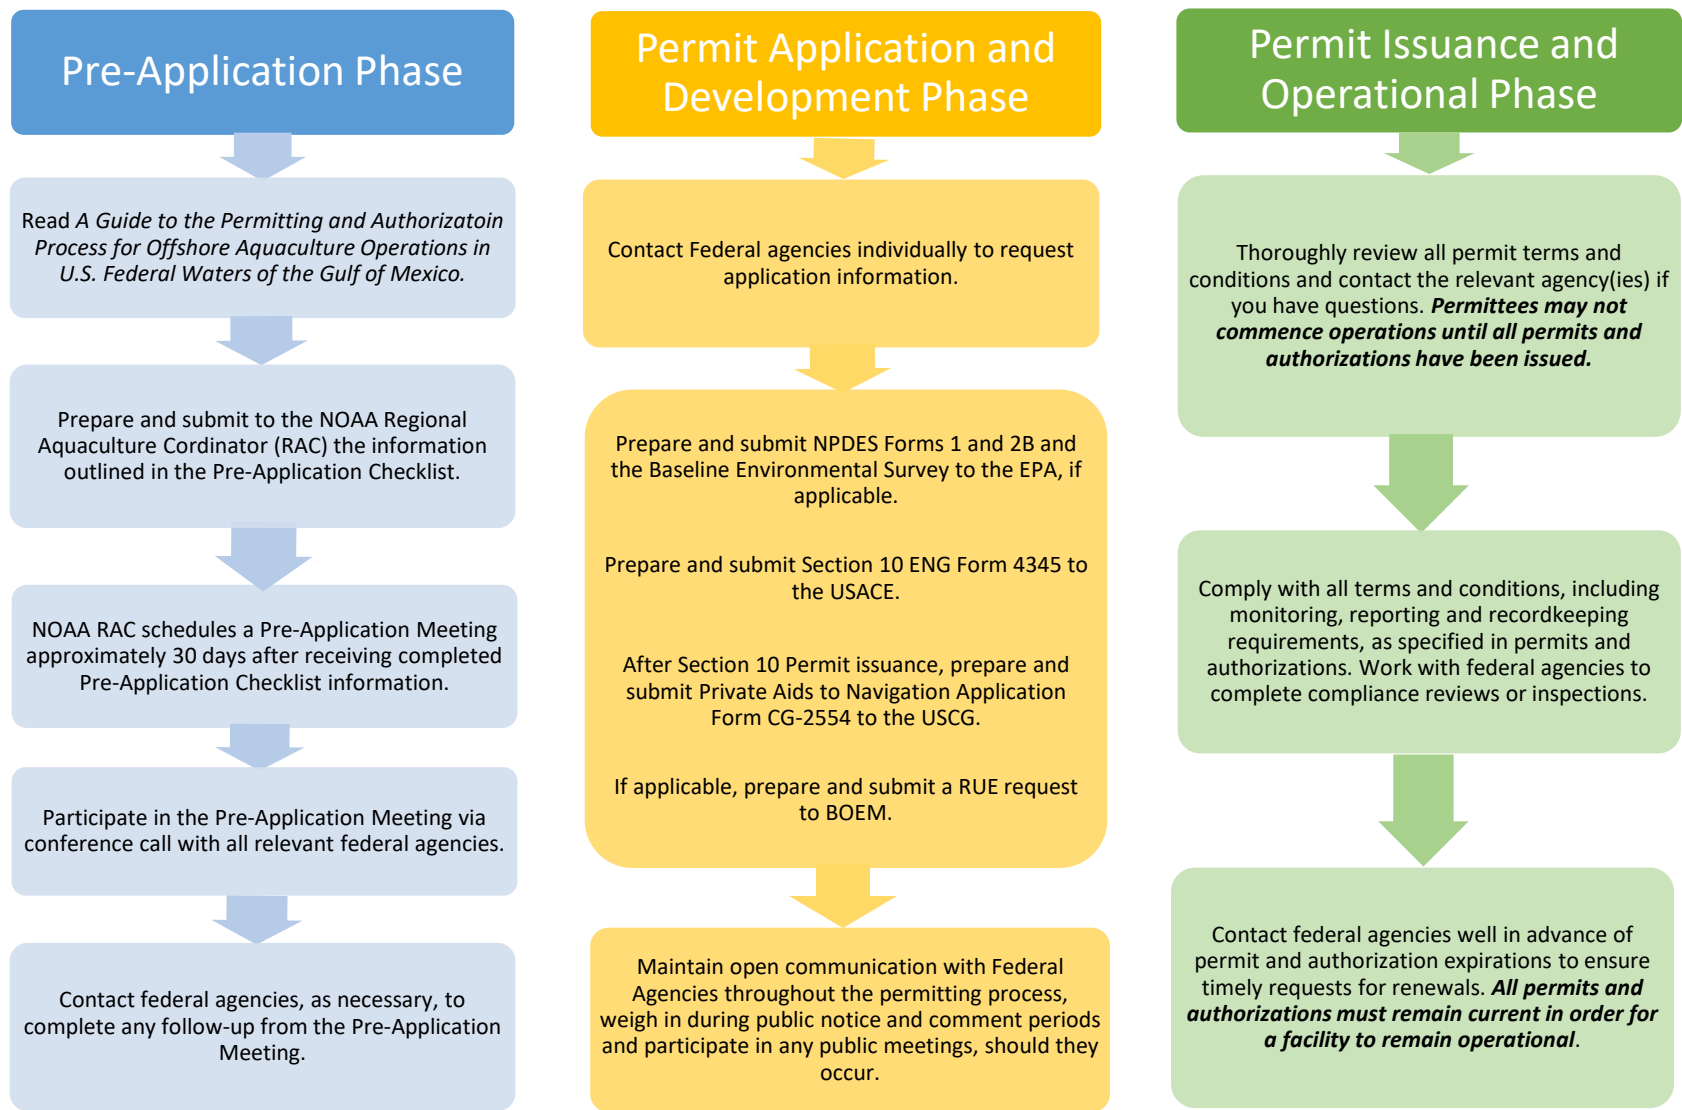 Pre-Application Phase
Read A Guide to the Permitting and Authorizatoin
Process for Offshore Aquaculture Operations in
U.S. Federal Waters of the Gulf of Mexico.
Prepare and submit to the NOAA Regional
Aquaculture Cordinator (RAC) the information
outlined in the Pre-Application Checklist.
NOAA RAC schedules a Pre-Application Meeting
approximately 30 days after receiving completed
Pre-Application Checklist information.
Participate in the Pre-Application Meeting via
conference call with all relevant federal agencies.
Contact federal agencies, as necessary, to
complete any follow-up from the Pre-Application
Meeting.
Permit Application and
Development Phase
Contact Federal agencies individually to request
application information.
Prepare and submit NPDES Forms 1 and 2B and
the Baseline Environmental Survey to the EPA, if
applicable.
Prepare and submit Section 10 ENG Form 4345 to
the USACE.
After Section 10 Permit issuance, prepare and
submit Private Aids to Navigation Application
Form CG-2554 to the USCG.
If applicable, prepare and submit a RUE request
to BOEM.
Maintain open communication with Federal
Agencies throughout the permitting process,
weigh in during public notice and comment periods
and participate in any public meetings, should they
occur.
Permit Issuance and
Operational Phase
Thoroughly review all permit terms and
conditions and contact the relevant agency(ies) if
you have questions. Permittees may not
commence operations until all permits and
authorizations have been issued.
Comply with all terms and conditions, including
monitoring, reporting and recordkeeping
requirements, as specified in permits and
authorizations. Work with federal agencies to
complete compliance reviews or inspections.
Contact federal agencies well in advance of
permit and authorization expirations to ensure
timely requests for renewals. All permits and
authorizations must remain current in order for
a facility to remain operational.